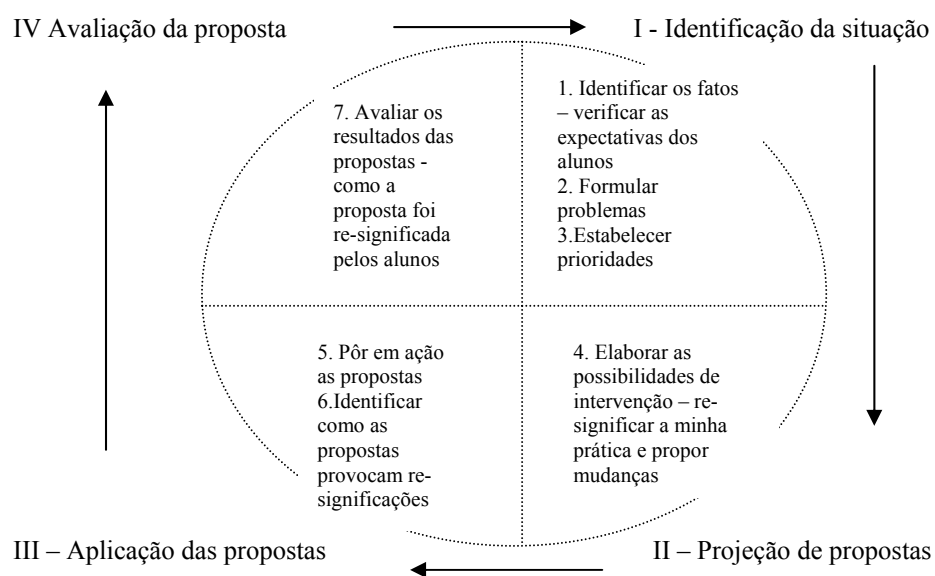 IV Avaliação da proposta
I - Identificação da situação
1. Identificar os fatos
– verificar as
expectativas dos
alunos
2. Formular
problemas
3.Estabelecer
prioridades
7. Avaliar os
resultados das
propostas -
como a
proposta foi
re-significada
pelos alunos
5. Pôr em ação
as propostas
6.Identificar
como as
propostas
provocam re-
significações
4. Elaborar as
possibilidades de
intervenção – re-
significar a minha
prática e propor
mudanças
III – Aplicação das propostas
II – Projeção de propostas